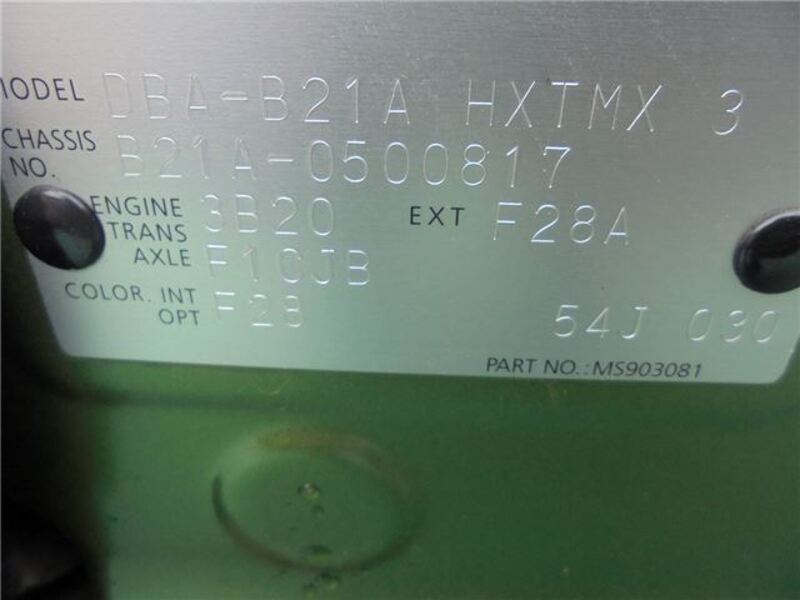 MODEL DBA-B21A HXTMX 3
CHASSIS NO. B21A-0500817
ENGINE 3B20 EXT F28A
TRANS AXLE F1CJB
COLOR. INT OPT F28 54J 030
PART NO.: MS903081